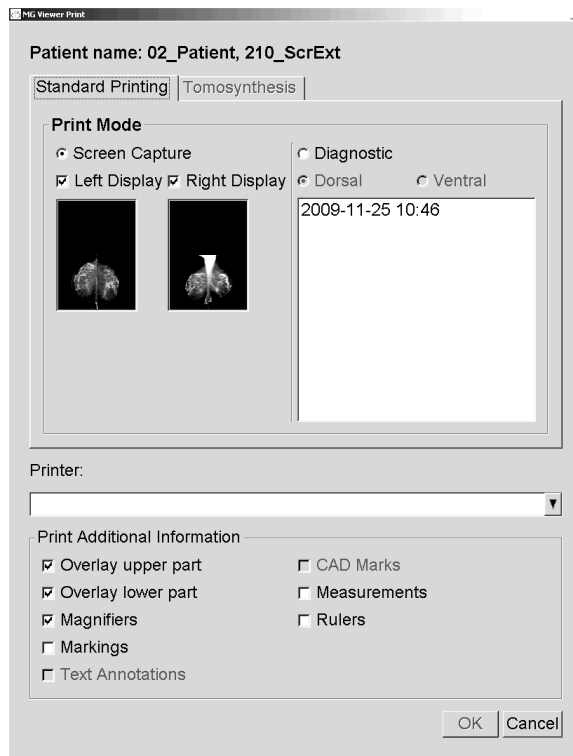 MG Viewer Print
Patient name: 02_Patient, 210_ScrExt
Standard Printing Tomosynthesis
Print Mode
Screen Capture Diagnostic
Left Display Right Display Dorsal Ventral
2009-11-25 10:46
Printer:
Print Additional Information
Overlay upper part CAD Marks
Overlay lower part Measurements
Magnifiers Rulers
Markings
Text Annotations
OK Cancel